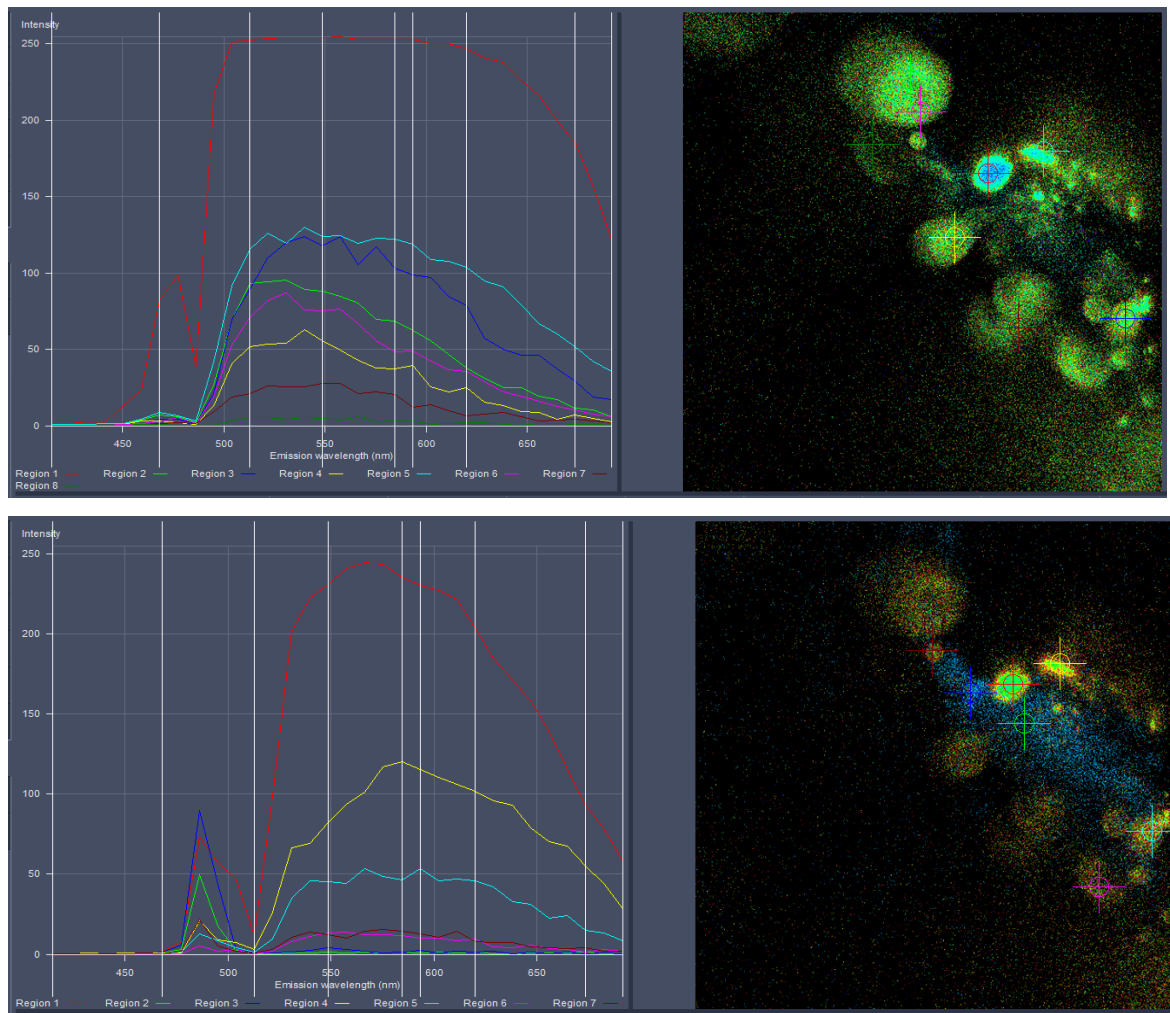 Intensity
250
200
150
100
50
0
450 500 550 600 650
Emission wavelength (nm)
Region 1 Region 2 Region 3 Region 4 Region 5 Region 6 Region 7
Region 8
Intensity
250
200
150
100
50
0
450 500 550 600 650
Emission wavelength (nm)
Region 1 Region 2 Region 3 Region 4 Region 5 Region 6 Region 7